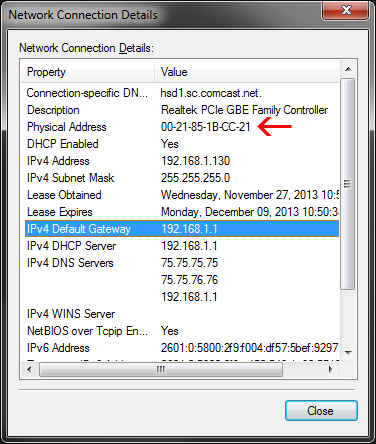 Network Connection Details
Network Connection Details:
Property Value
Connection-specific DN... hsd1.sc.comcast.net.
Description Realtek PCIe GBE Family Controller
Physical Address 00-21-85-1B-CC-21
DHCP Enabled Yes
IPv4 Address 192.168.1.130
IPv4 Subnet Mask 255.255.255.0
Lease Obtained Wednesday, November 27, 2013 10:5
Lease Expires Monday, December 09, 2013 10:50:3
IPv4 Default Gateway 192.168.1.1
IPv4 DHCP Server 192.168.1.1
IPv4 DNS Servers 75.75.75.75
75.75.76.76
192.168.1.1
IPv4 WINS Server
NetBIOS over Tcpip En... Yes
IPv6 Address 2601:0:5800:2f9:f004:df57:5bef:9297
Close